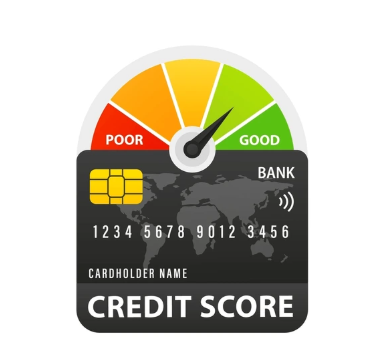 POOR
GOOD
BANK
1234 5678 9012 3456
CARDHOLDER NAME
CREDIT SCORE